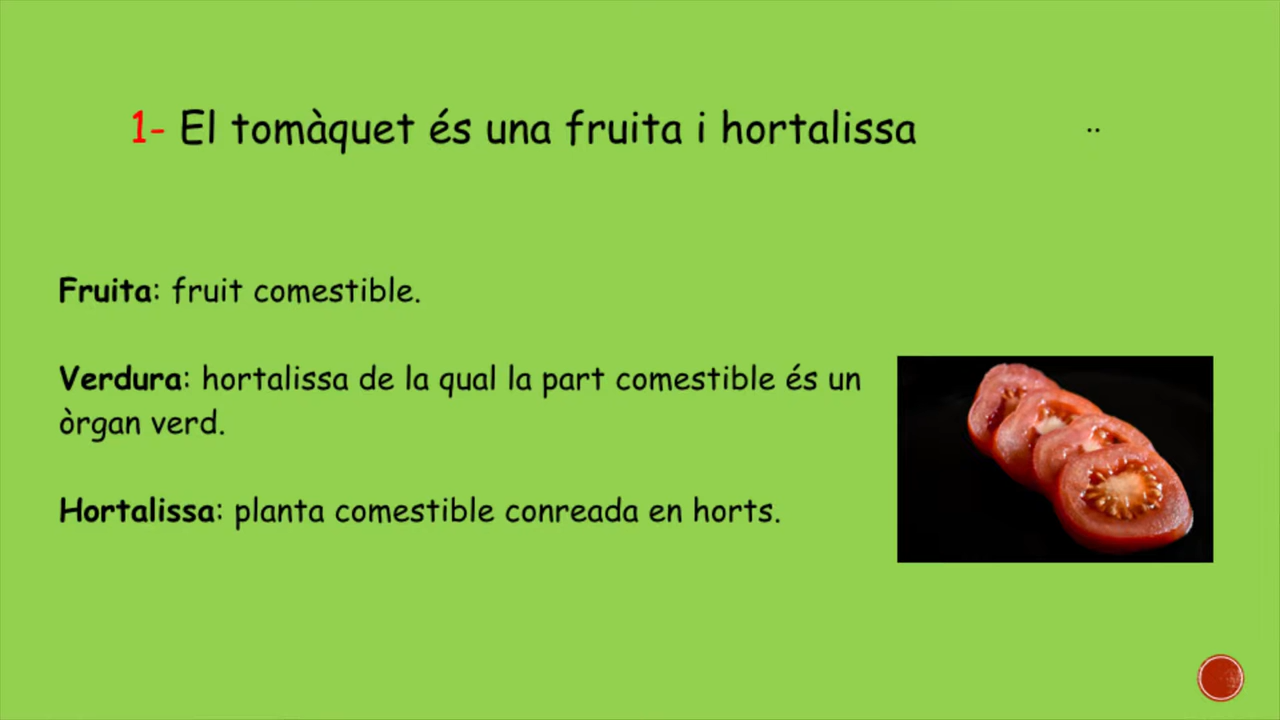 1- El tomàquet és una fruita i hortalissa
..
Fruita: fruit comestible.
Verdura: hortalissa de la qual la part comestible és un
òrgan verd.
Hortalissa: planta comestible conreada en horts.